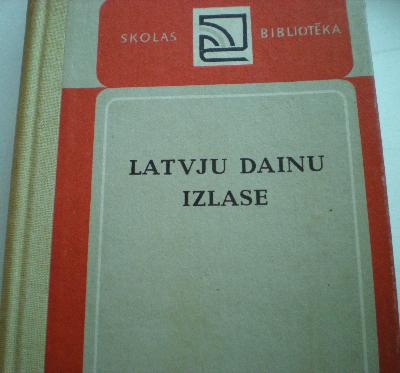 SKOLAS BIBLIOTĒKA
LATVJU DAINU
IZLASE